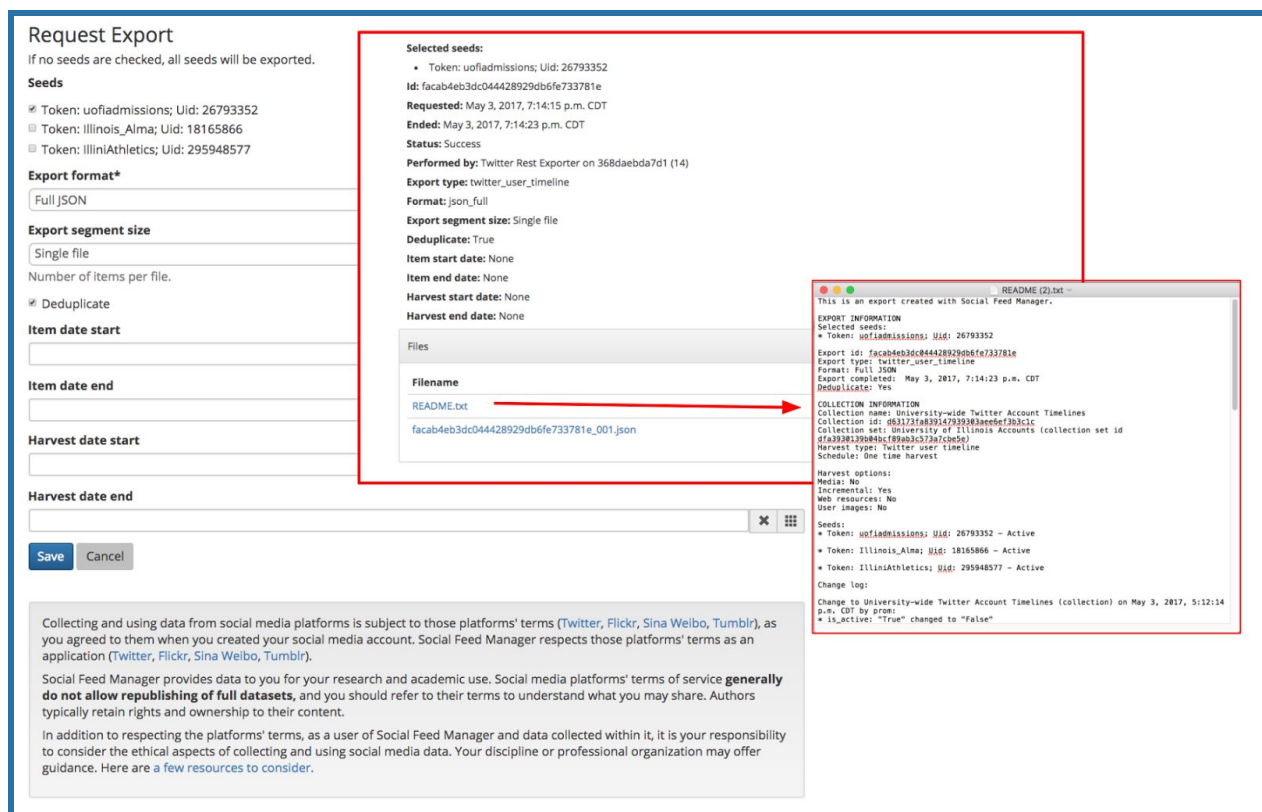 Request Export
If no seeds are checked, all seeds will be exported.
Seeds
Token: uofiadmissions; Uid: 26793352
Token: Illinois_Alma; Uid: 18165866
Token: IlliniAthletics; Uid: 295948577
Export format*
Full JSON
Export segment size
Single file
Number of items per file.
Deduplicate
Item date start
Item date end
Harvest date start
Harvest date end
Save Cancel
Collecting and using data from social media platforms is subject to those platforms' terms (Twitter, Flickr, Sina Weibo, Tumblr), as
you agreed to them when you created your social media account. Social Feed Manager respects those platforms' terms as an
application (Twitter, Flickr, Sina Weibo, Tumblr).
Social Feed Manager provides data to you for your research and academic use. Social media platforms' terms of service generally
do not allow republishing of full datasets, and you should refer to their terms to understand what you may share. Authors
typically retain rights and ownership to their content.
In addition to respecting the platforms' terms, as a user of Social Feed Manager and data collected within it, it is your responsibility
to consider the ethical aspects of collecting and using social media data. Your discipline or professional organization may offer
guidance. Here are a few resources to consider.
Selected seeds:
• Token: uofiadmissions; Uid: 26793352
Id: facab4eb3dc044428929db6fe733781e
Requested: May 3, 2017, 7:14:15 p.m. CDT
Ended: May 3, 2017, 7:14:23 p.m. CDT
Status: Success
Performed by: Twitter Rest Exporter on 368daebda7d1 (14)
Export type: twitter_user_timeline
Format: json_full
Export segment size: Single file
Deduplicate: True
Item start date: None
Item end date: None
Harvest start date: None
Harvest end date: None
Files
Filename
README.txt
facab4eb3dc044428929db6fe733781e_001.json
README (2).txt
This is an export created with Social Feed Manager.
EXPORT INFORMATION
Selected seeds:
* Token: uofiadmissions; Uid: 26793352
Export id: facab4eb3dc044428929db6fe733781e
Export type: twitter_user_timeline
Format: Full JSON
Export completed: May 3, 2017, 7:14:23 p.m. CDT
Deduplicate: Yes
COLLECTION INFORMATION
Collection name: University-wide Twitter Account Timelines
Collection id: d63173fa839147939303aee6ef3b3c1c
Collection set: University of Illinois Accounts (collection set id
dfa3930139b04bcf89ab3c573a7cbe5e)
Harvest type: Twitter user timeline
Schedule: One time harvest
Harvest options:
Media: No
Incremental: Yes
Web resources: No
User images: No
Seeds:
* Token: uofiadmissions; Uid: 26793352 - Active
* Token: Illinois_Alma; Uid: 18165866 - Active
* Token: IlliniAthletics; Uid: 295948577 - Active
Change log:
Change to University-wide Twitter Account Timelines (collection) on May 3, 2017, 5:12:14
p.m. CDT by prom:
* is_active: "True" changed to "False"